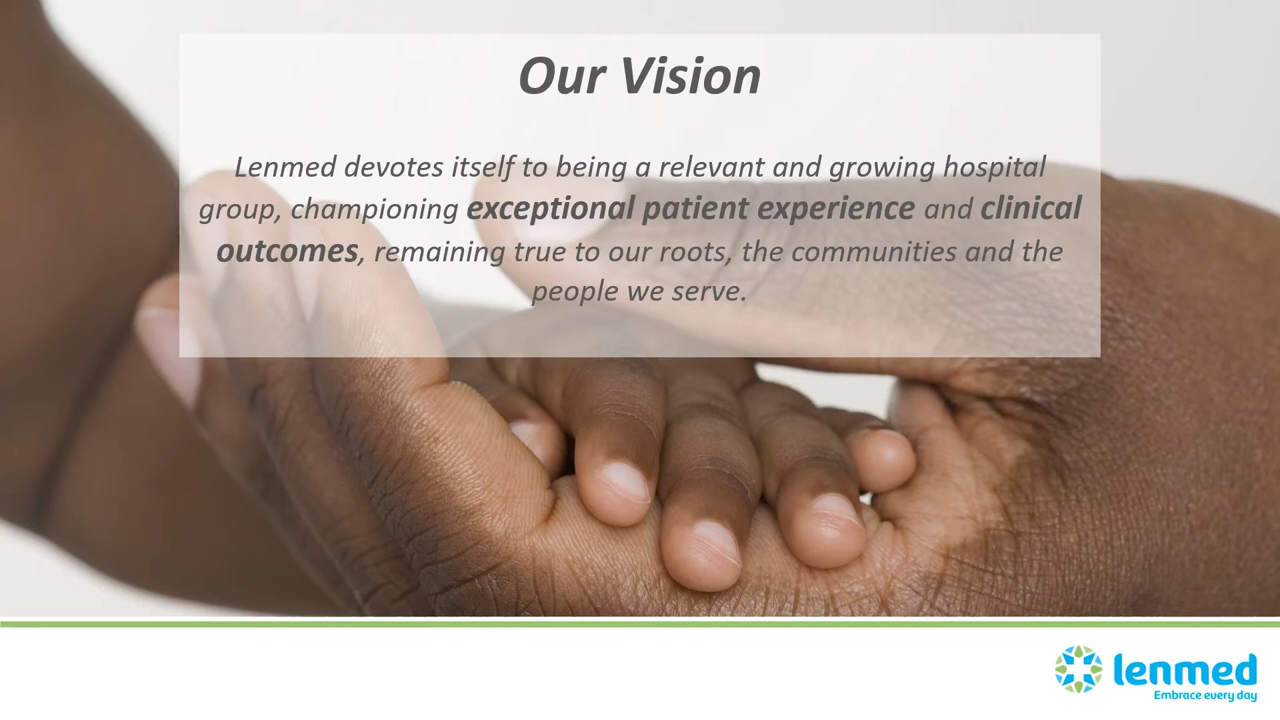 Our Vision
Lenmed devotes itself to being a relevant and growing hospital
group, championing exceptional patient experience and clinical
outcomes, remaining true to our roots, the communities and the
people we serve.
lenmed
Embrace every day